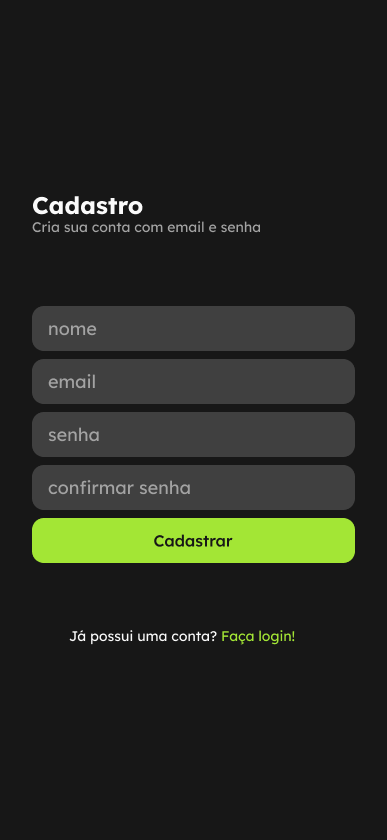 Cadastro
Cria sua conta com email e senha
nome
email
senha
confirmar senha
Cadastrar
Já possui uma conta? Faça login!